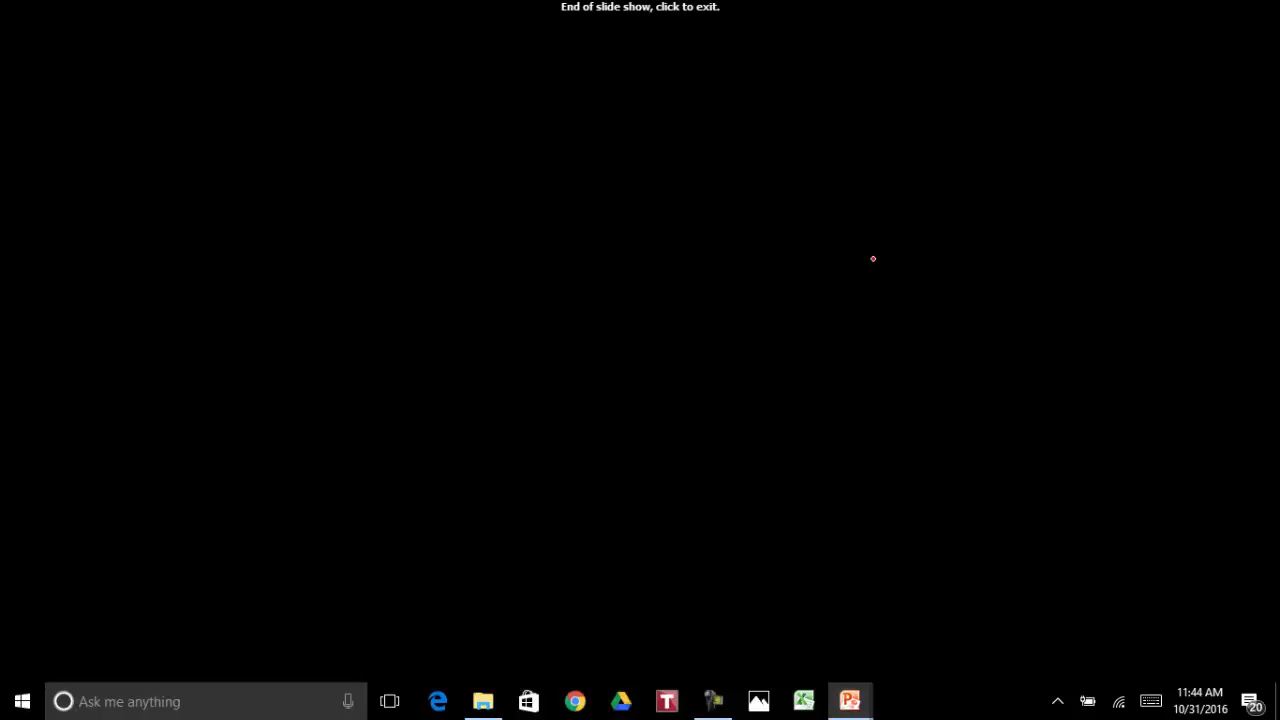 End of slide show, click to exit.
Ask me anything
11:44 AM
10/31/2016
20